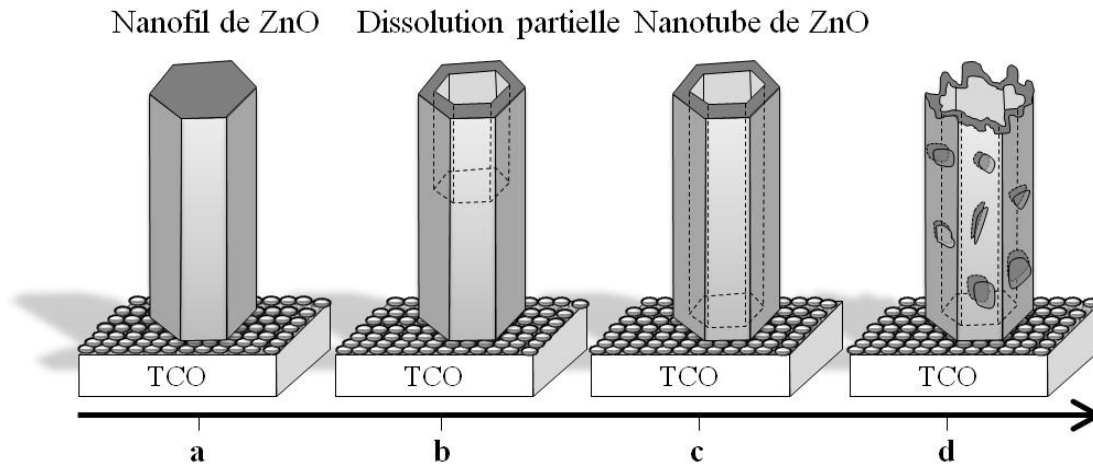 Nanofil de ZnO
Dissolution partielle
Nanotube de ZnO
TCO
TCO
TCO
TCO
a
b
c
d